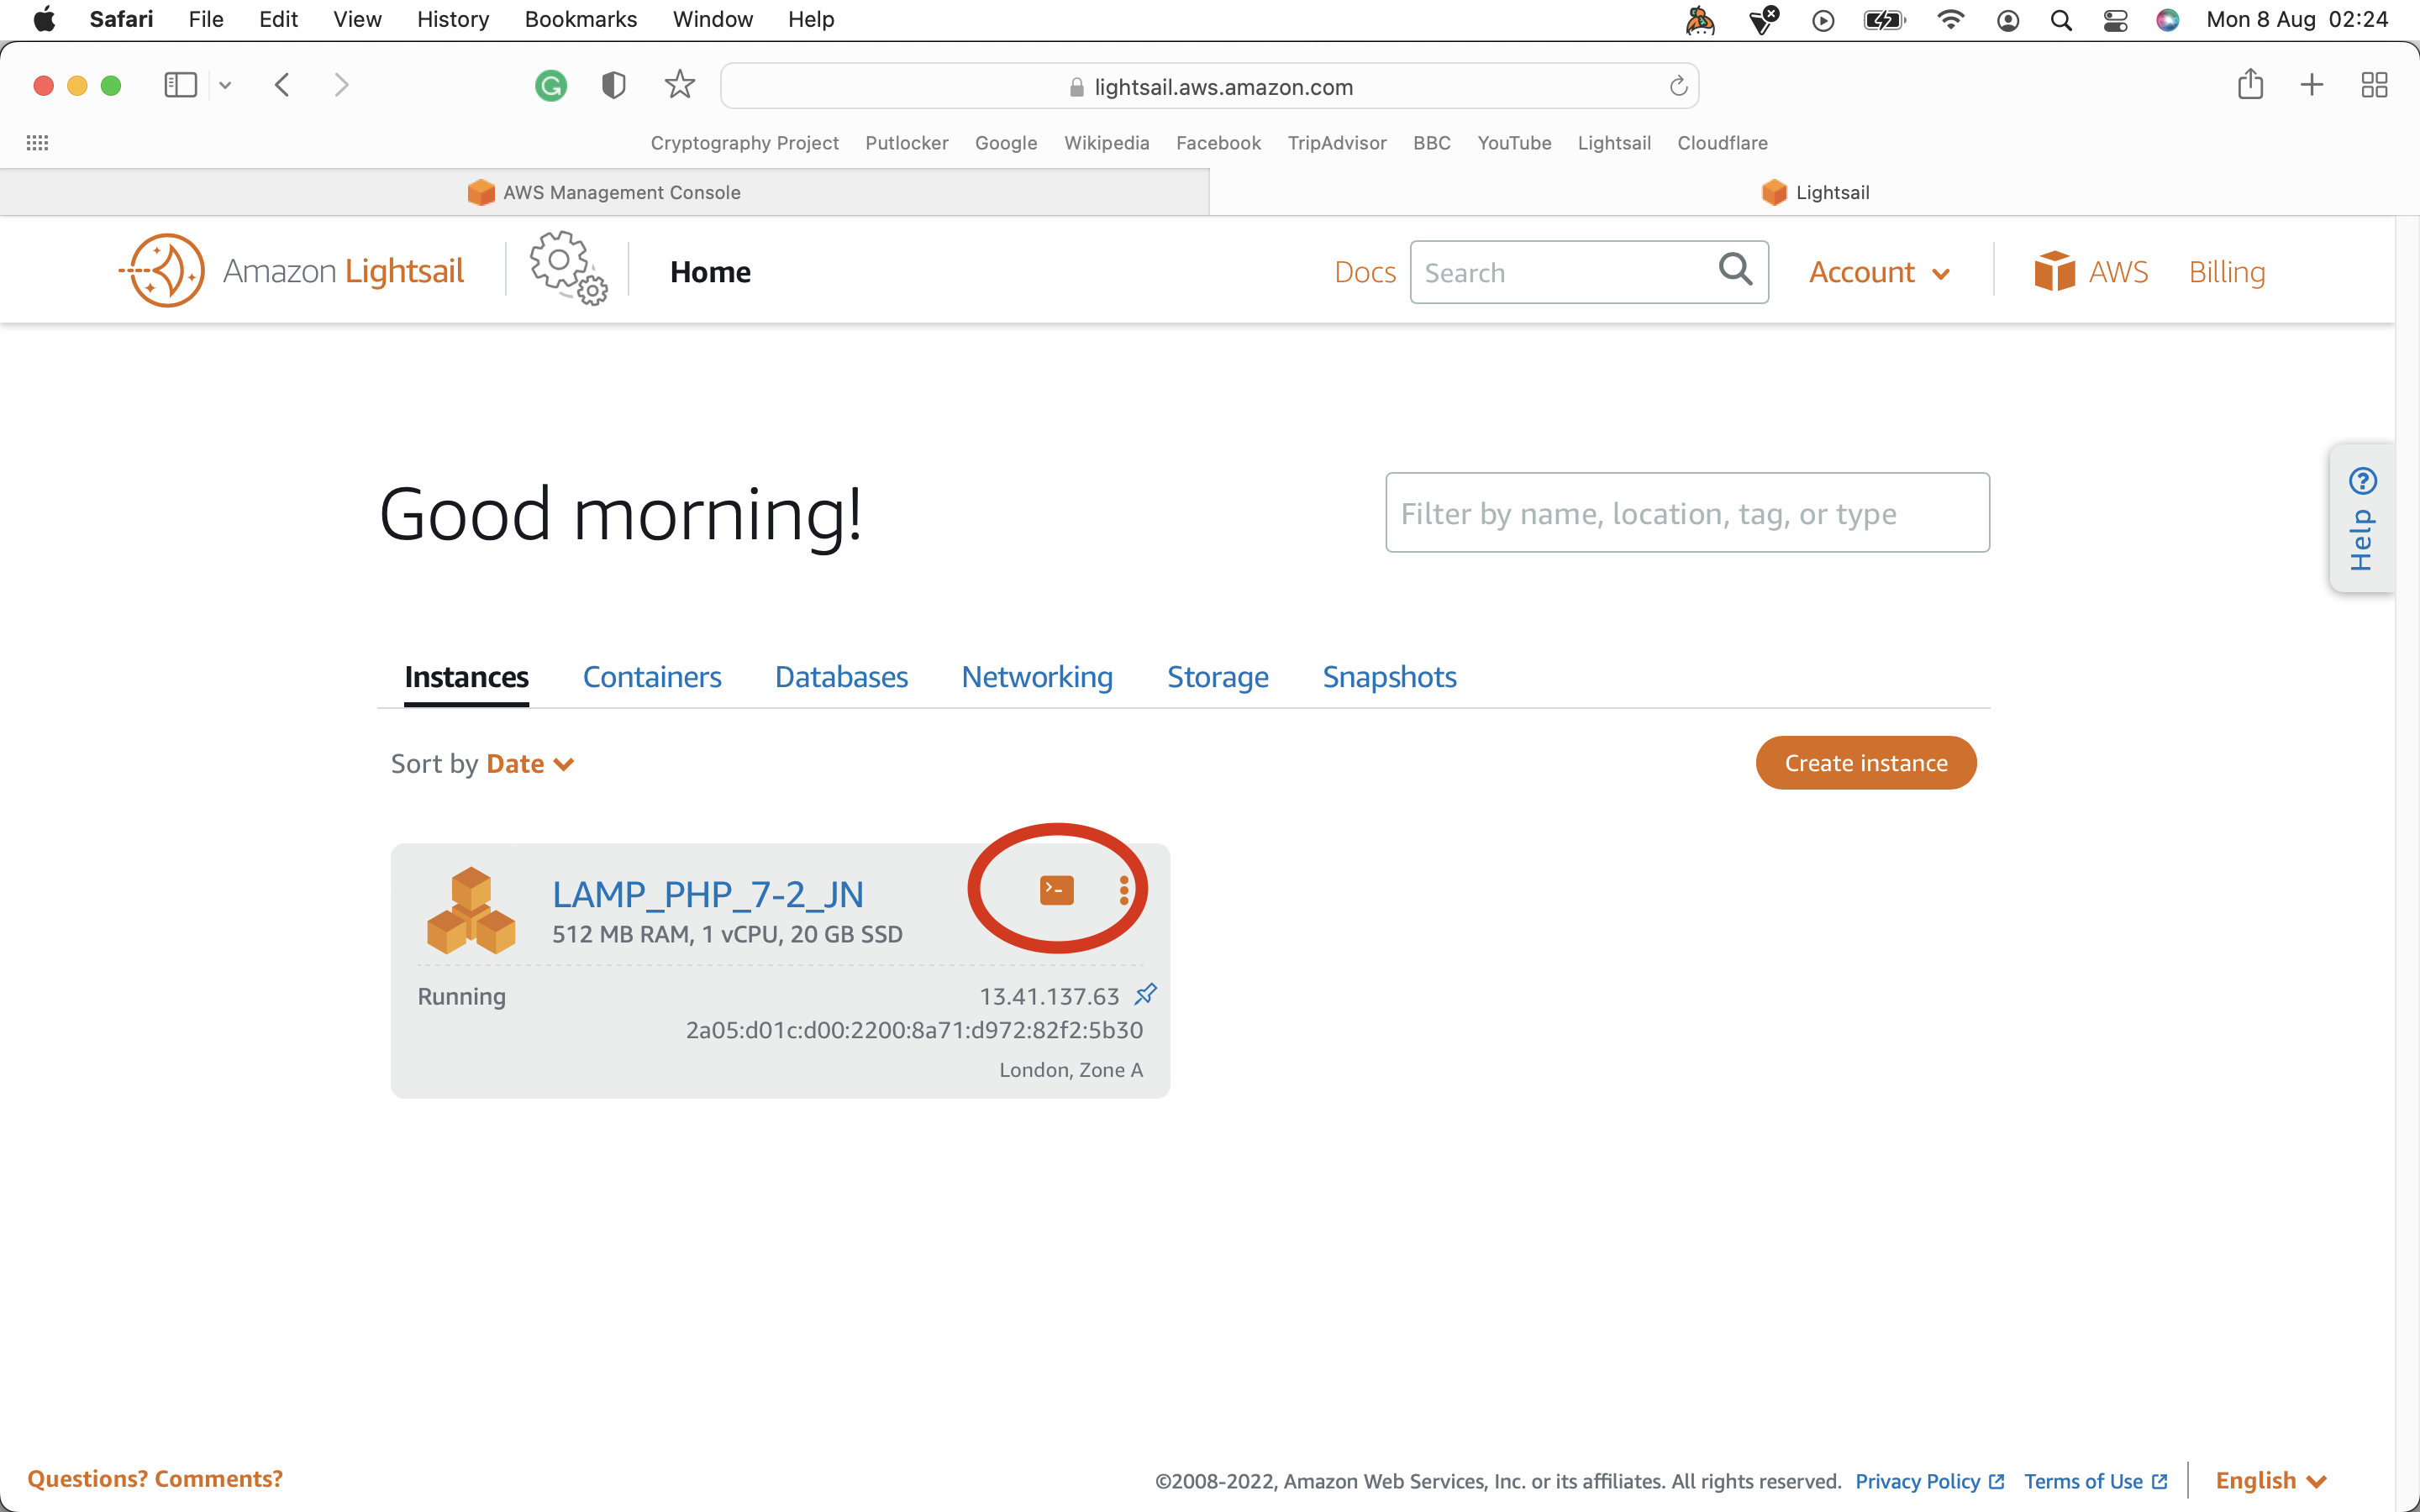 Safari File Edit View History Bookmarks Window Help Mon 8 Aug 02:24
lightsail.aws.amazon.com
Cryptography Project Putlocker Google Wikipedia Facebook TripAdvisor BBC YouTube Lightsail Cloudflare
AWS Management Console Lightsail
Amazon Lightsail Home Docs Search Account AWS Billing
Good morning!
Filter by name, location, tag, or type
Help
Instances Containers Databases Networking Storage Snapshots
Sort by Date Create instance
LAMP_PHP_7-2_JN
512 MB RAM, 1 vCPU, 20 GB SSD
Running 13.41.137.63
2a05:d01c:d00:2200:8a71:d972:82f2:5b30
London, Zone A
Questions? Comments? ©2008-2022, Amazon Web Services, Inc. or its affiliates. All rights reserved. Privacy Policy Terms of Use English